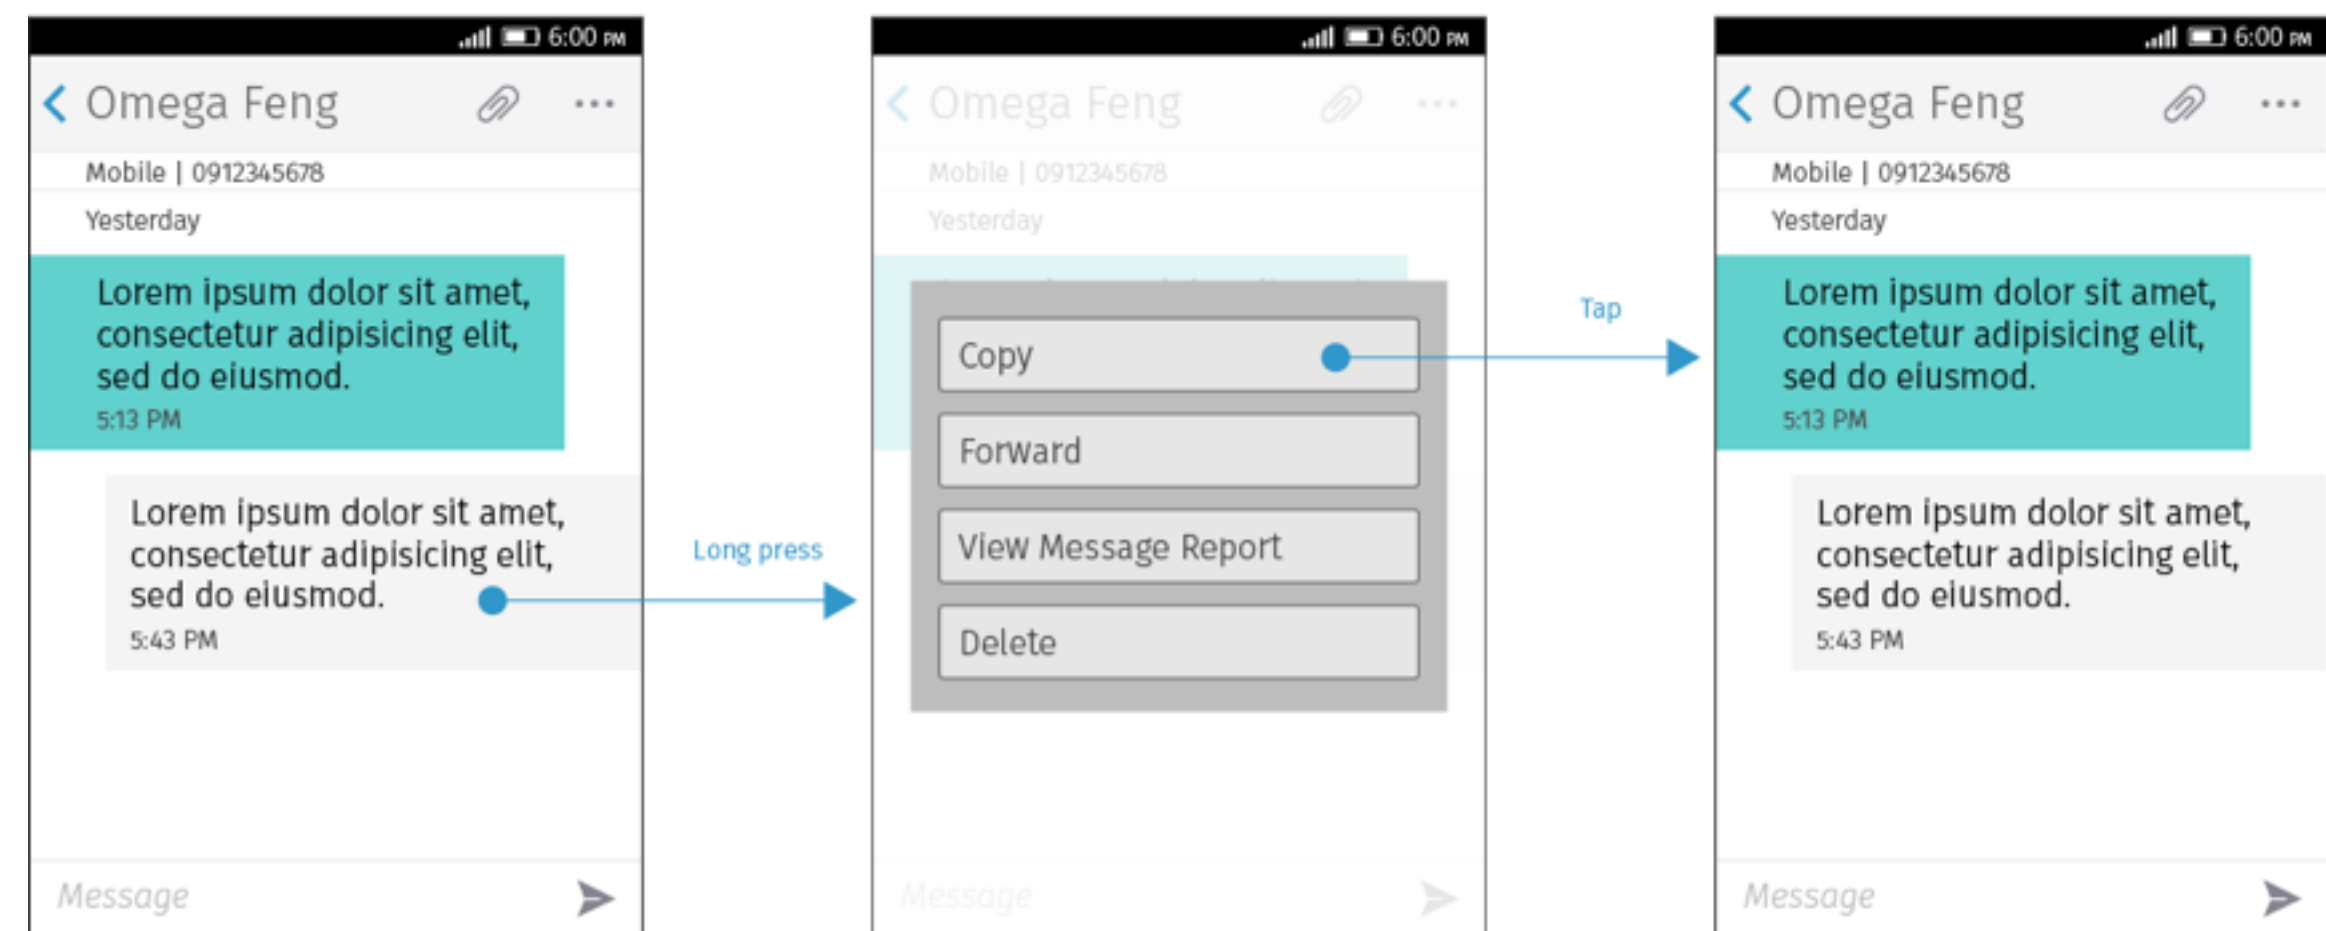 6:00 PM
Omega Feng
Mobile | 0912345678
Yesterday
Lorem ipsum dolor sit amet,
consectetur adipisicing elit,
sed do eiusmod.
5:13 PM
Lorem ipsum dolor sit amet,
consectetur adipisicing elit,
sed do eiusmod.
5:43 PM
Message
Long press
6:00 PM
Omega Feng
Mobile | 0912345678
Yesterday
Copy
Forward
View Message Report
Delete
Message
Tap
6:00 PM
Omega Feng
Mobile | 0912345678
Yesterday
Lorem ipsum dolor sit amet,
consectetur adipisicing elit,
sed do eiusmod.
5:13 PM
Lorem ipsum dolor sit amet,
consectetur adipisicing elit,
sed do eiusmod.
5:43 PM
Message